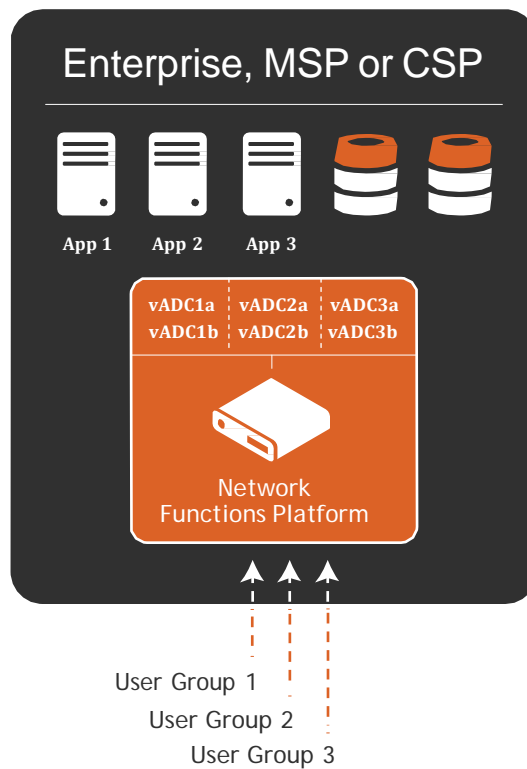 Enterprise, MSP or CSP
App 1 App 2 App 3
vADC1a vADC2a vADC3a
vADC1b vADC2b vADC3b
Network
Functions Platform
User Group 1
User Group 2
User Group 3